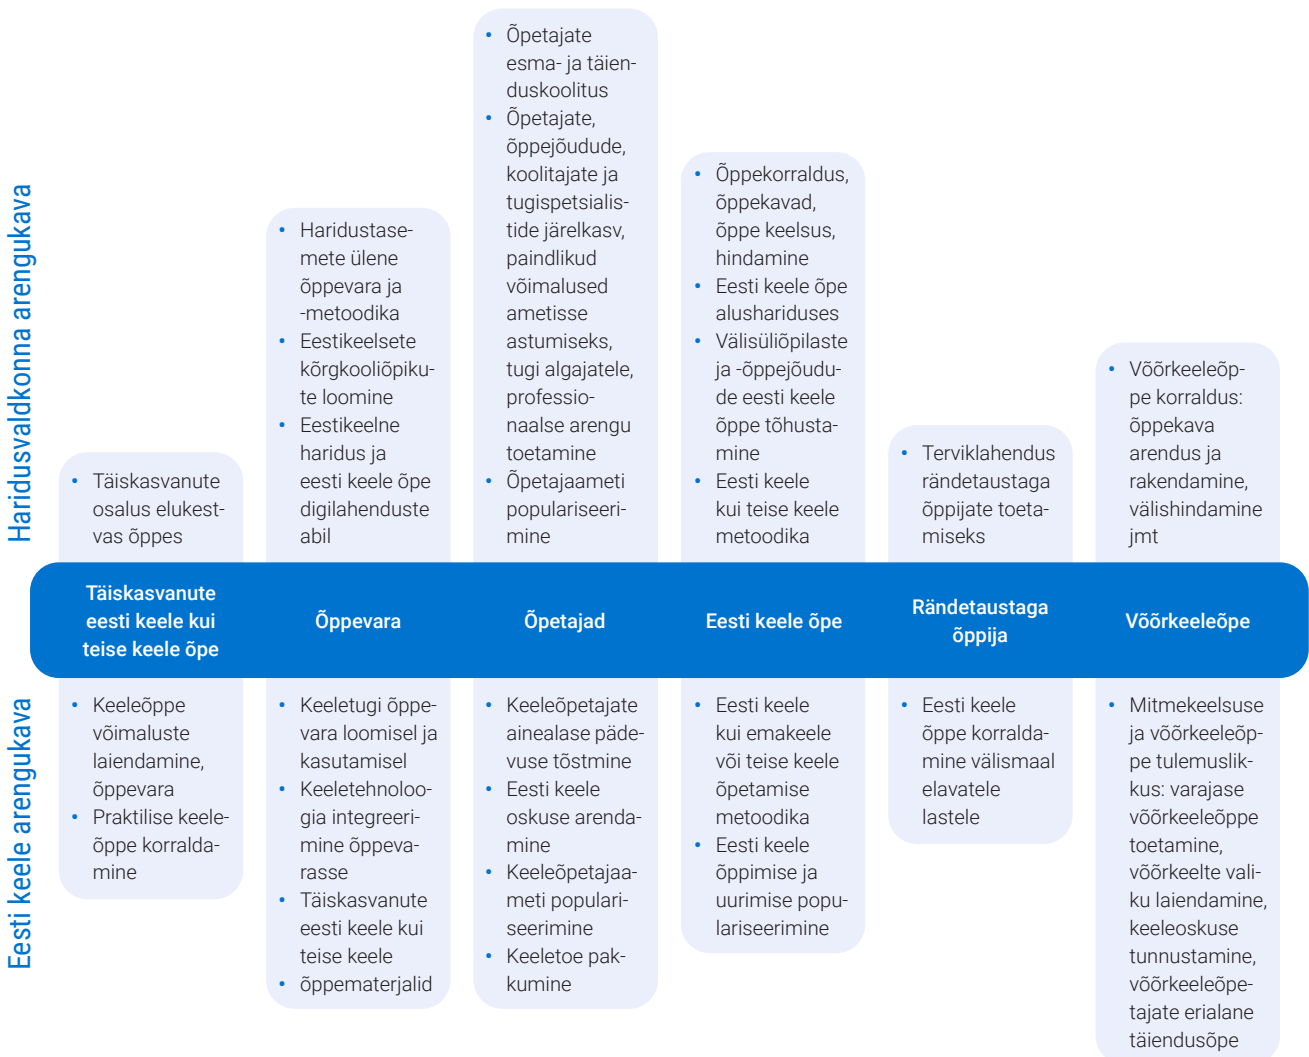 Haridusvaldkonna arengukava
Täiskasvanute
osalus elukest-
vas õppes
Haridustase-
mete ülene
õppevara ja
-metoodika
Eestikeelsete
kõrgkooliõpiku-
te loomine
Eestikeelne
haridus ja
eesti keele õpe
digilahenduste
abil
Õpetajate
esma- ja täien-
duskoolitus
Õpetajate,
õppejõudude,
koolitajate ja
tugispetsialis-
tide järelkasv,
paindlikud
võimalused
ametisse
astumiseks,
tugi algajatele,
professio-
naalse arengu
toetamine
Õpetajaameti
populariseeri-
mine
Õppekorraldus,
õppekavad,
õppe keelsus,
hindamine
Eesti keele õpe
alushariduses
Välisüliõpilaste
ja -õppejõudu-
de eesti keele
õppe tõhusta-
mine
Eesti keele
kui teise keele
metoodika
Terviklahendus
rändetaustaga
õppijate toeta-
miseks
Võõrkeeleõp-
pe korraldus:
õppekava
arendus ja
rakendamine,
välishindamine
jmt
Täiskasvanute
eesti keele kui
teise keele õpe
Õppevara
Õpetajad
Eesti keele õpe
Rändetaustaga
õppija
Võõrkeeleõpe
Eesti keele arengukava
Keeleõppe
võimaluste
laiendamine,
õppevara
Praktilise keele-
õppe korralda-
mine
Keeletugi õppe-
vara loomisel ja
kasutamisel
Keeletehnoloo-
gia integreeri-
mine õppeva-
rasse
Täiskasvanute
eesti keele kui
teise keele
õppematerjalid
Keeleõpetajate
ainealase päde-
vuse tõstmine
Eesti keele
oskuse arenda-
mine
Keeleõpetajaa-
meti populari-
seerimine
Keeletoe pak-
kumine
Eesti keele
kui emakeele
või teise keele
õpetamise
metoodika
Eesti keele
õppimise ja
uurimise popu-
lariseerimine
Eesti keele
õppe korralda-
mine välismaal
elavatele
lastele
Mitmekeelsuse
ja võõrkeeleõp-
pe tulemuslik-
kus: varajase
võõrkeeleõppe
toetamine,
võõrkeelte vali-
ku laiendamine,
keeleoskuse
tunnustamine,
võõrkeeleõpe-
tajate erialane
täiendusõpe